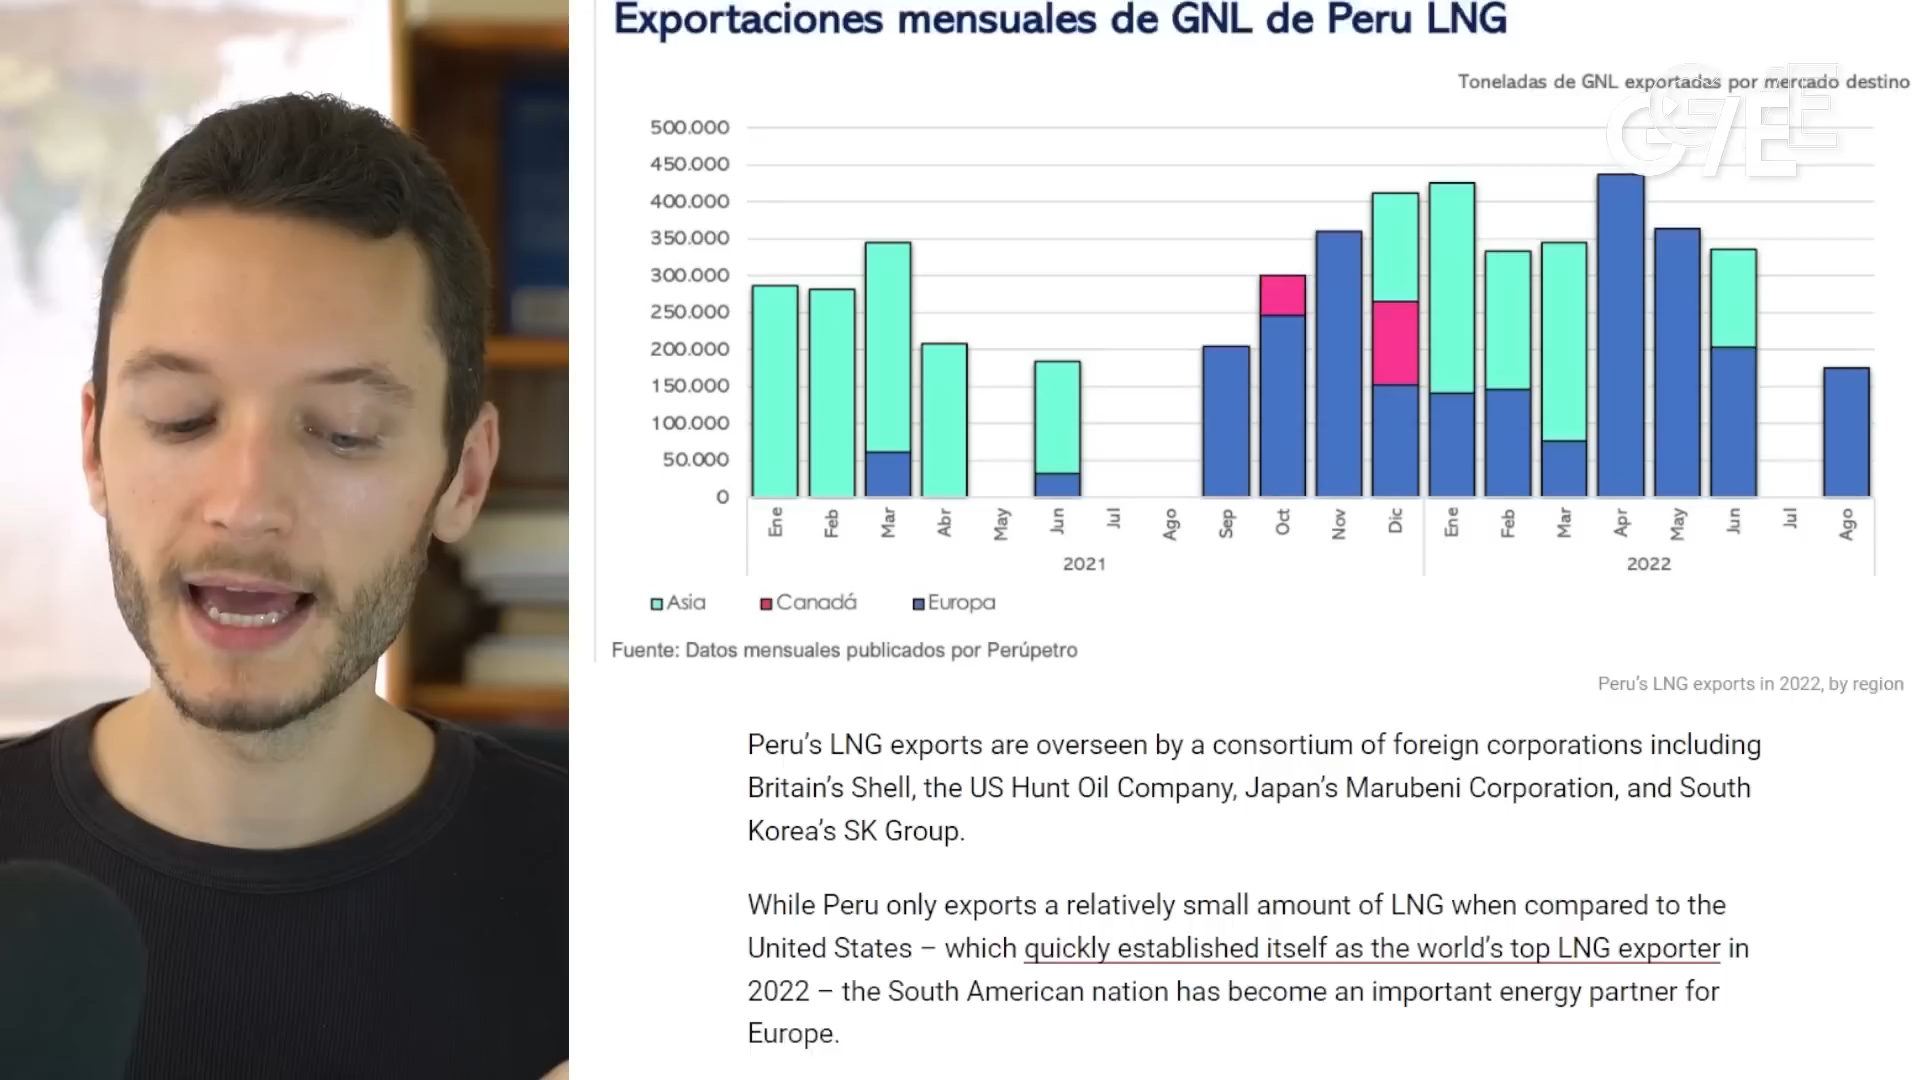 Exportaciones mensuales de GNL de Peru LNG
Toneladas de GNL exportadas por mercado destino
500.000
450.000
400.000
350.000
300.000
250.000
200.000
150.000
100.000
50.000
0
Ene Feb Mar Abr May Jun Jul Ago Sep Oct Nov Dic Ene Feb Mar Apr May Jun Jul Ago
2021 2022
Asia Canadá Europa
Fuente: Datos mensuales publicados por Perúpetro
Peru’s LNG exports in 2022, by region
Peru’s LNG exports are overseen by a consortium of foreign corporations including
Britain’s Shell, the US Hunt Oil Company, Japan’s Marubeni Corporation, and South
Korea’s SK Group.
While Peru only exports a relatively small amount of LNG when compared to the
United States – which quickly established itself as the world’s top LNG exporter in
2022 – the South American nation has become an important energy partner for
Europe.